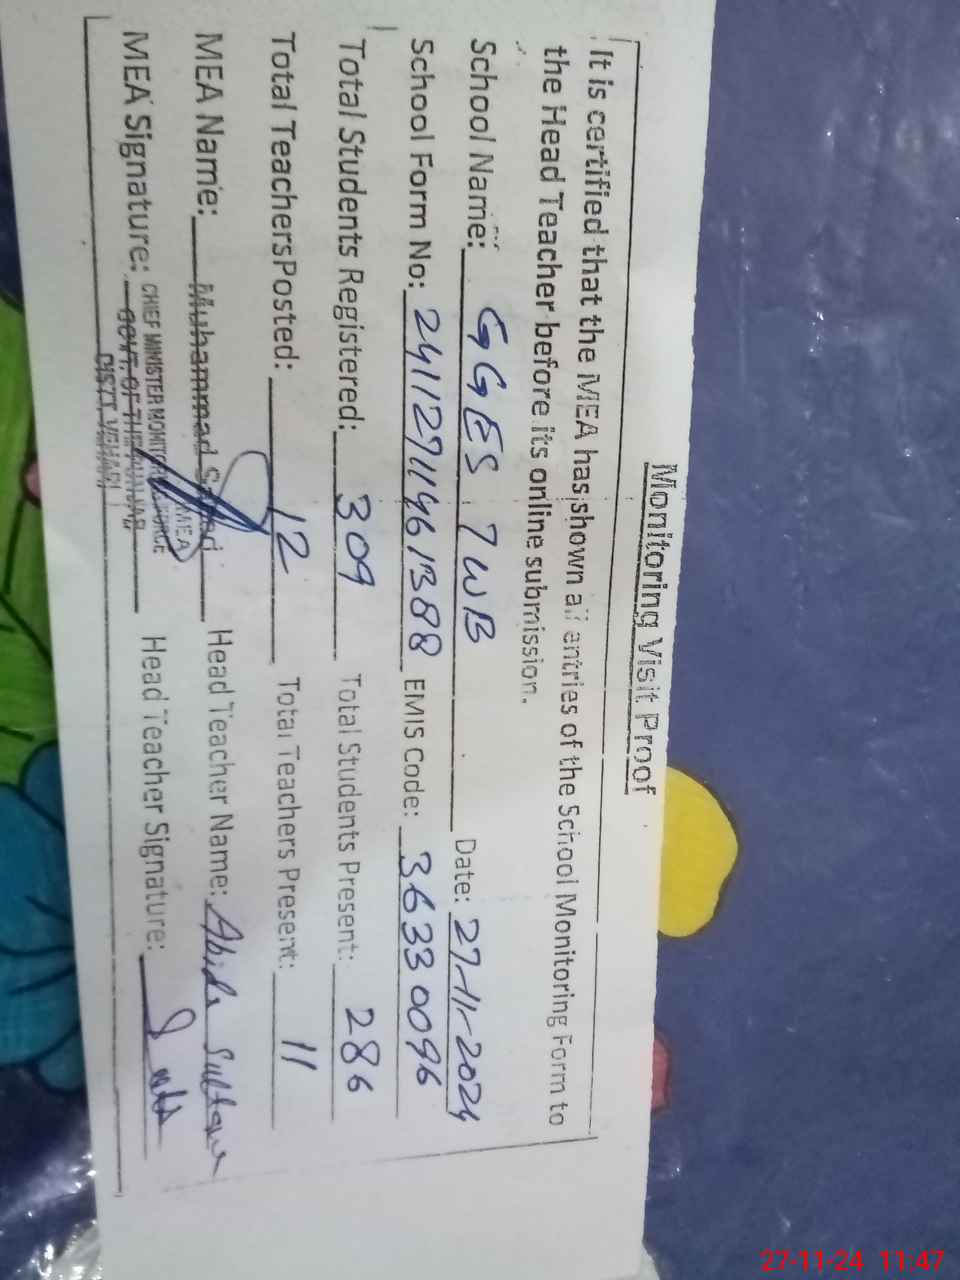 Monitoring Visit Proof
It is certified that the MEA has shown all entries of the School Monitoring Form to
the Head Teacher before its online submission.
School Name: GGES 7WB Date: 27-11-2024
School Form No: 241127114613 88 EMIS Code: 36330096
Total Students Registered: 309 Total Students Present: 286
Total Teachers Posted: 12 Total Teachers Present: 11
MEA Name: Muhammad Head Teacher Name: Abida Sultana
MEA Signature: CHIEF MINISTER MONITORING FORCE Head Teacher Signature:
GOVT. OF THE PUNJAB
DISTT. VEHARI
27-11-24 11:47